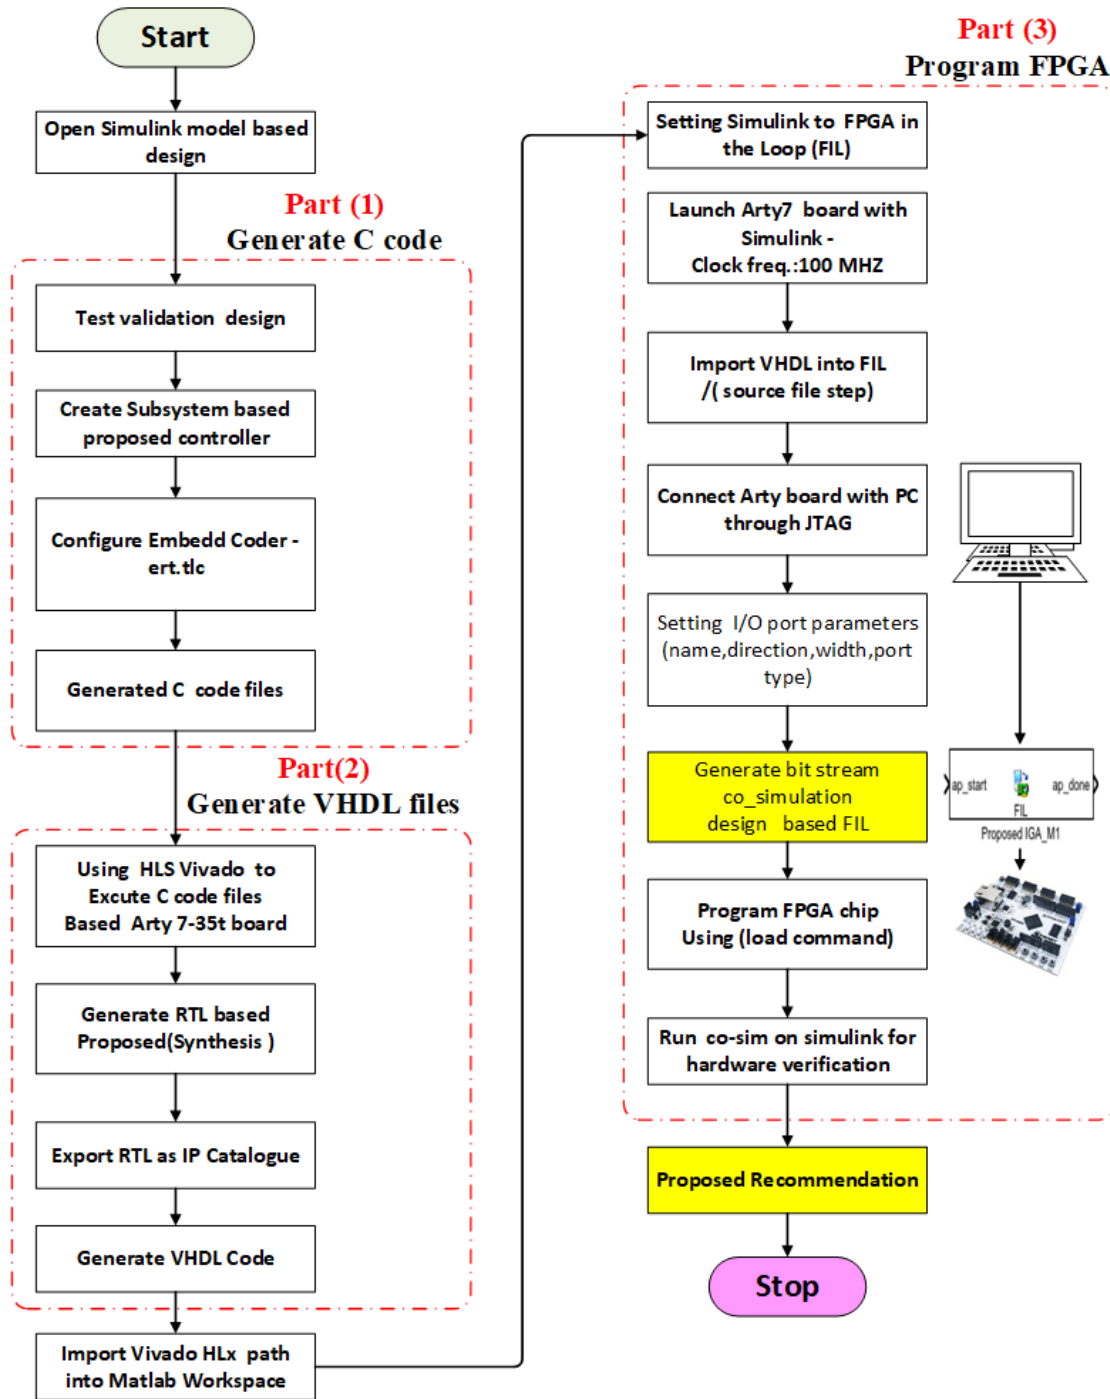 Start
Open Simulink model based
design
Part (1)
Generate C code
Test validation design
Create Subsystem based
proposed controller
Configure Embedd Coder -
ert.tlc
Generated C code files
Part(2)
Generate VHDL files
Using HLS Vivado to
Excute C code files
Based Arty 7-35t board
Generate RTL based
Proposed(Synthesis )
Export RTL as IP Catalogue
Generate VHDL Code
Import Vivado HLx path
into Matlab Workspace
Part (3)
Program FPGA
Setting Simulink to FPGA in
the Loop (FIL)
Launch Arty7 board with
Simulink -
Clock freq.:100 MHZ
Import VHDL into FIL
/( source file step)
Connect Arty board with PC
through JTAG
Setting I/O port parameters
(name,direction,width,port
type)
Generate bit stream
co_simulation
design based FIL
Program FPGA chip
Using (load command)
Run co-sim on simulink for
hardware verification
Proposed Recommendation
Stop
ap_start
ap_done
FIL
Proposed IGA_M1